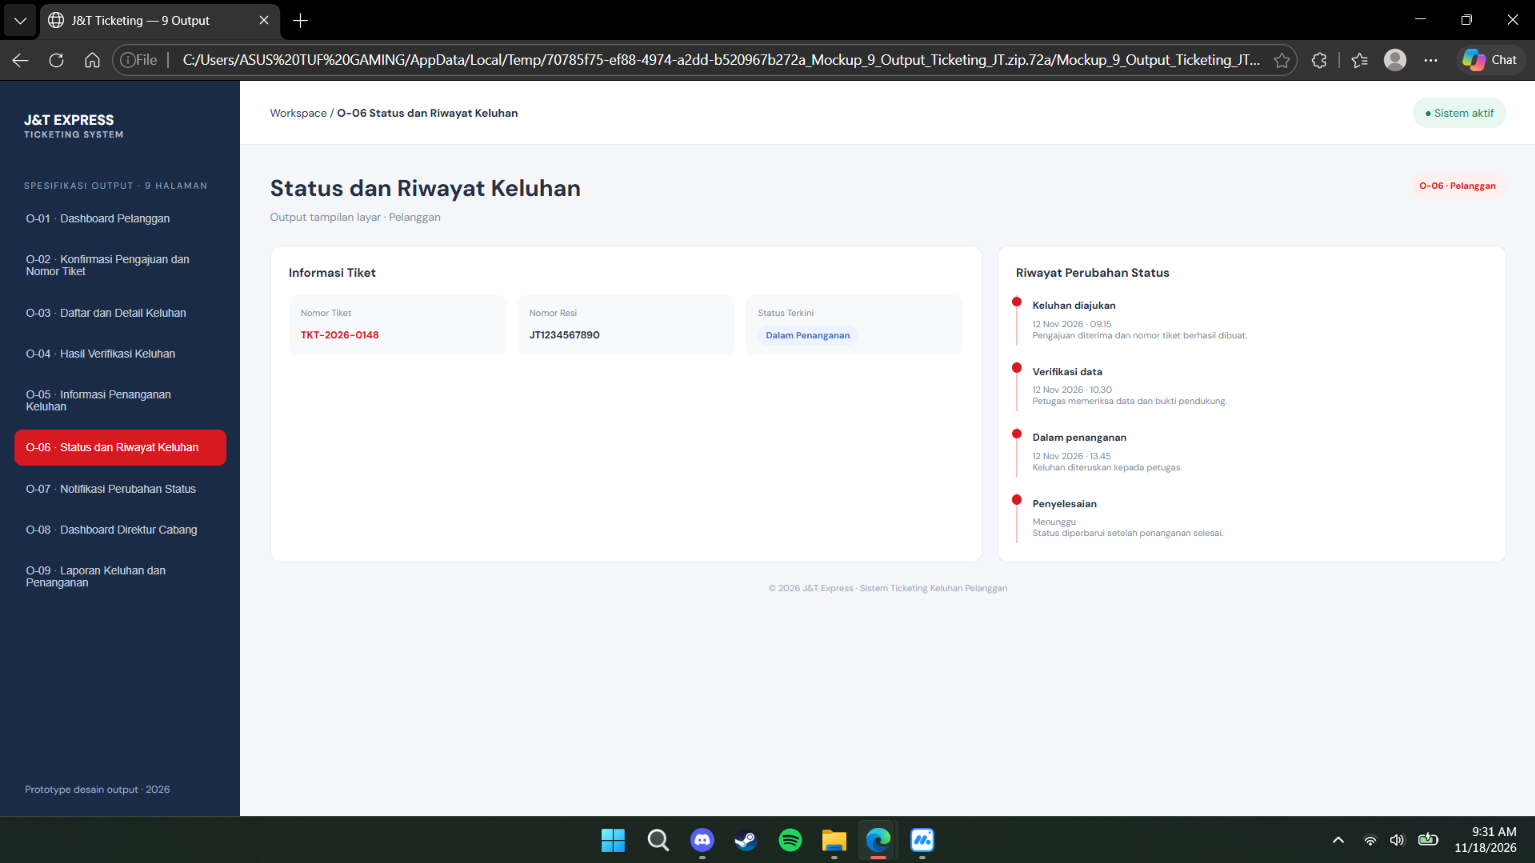 J&T Ticketing — 9 Output
File
C:/Users/ASUS%20TUF%20GAMING/AppData/Local/Temp/70785f75-ef88-4974-a2dd-b520967b272a_Mockup_9_Output_Ticketing_JT.zip.72a/Mockup_9_Output_Ticketing_JT...
Chat
J&T EXPRESS
TICKETING SYSTEM
SPESIFIKASI OUTPUT · 9 HALAMAN
O-01 · Dashboard Pelanggan
O-02 · Konfirmasi Pengajuan dan
Nomor Tiket
O-03 · Daftar dan Detail Keluhan
O-04 · Hasil Verifikasi Keluhan
O-05 · Informasi Penanganan
Keluhan
O-06 · Status dan Riwayat Keluhan
O-07 · Notifikasi Perubahan Status
O-08 · Dashboard Direktur Cabang
O-09 · Laporan Keluhan dan
Penanganan
Prototype desain output · 2026
Workspace / O-06 Status dan Riwayat Keluhan
● Sistem aktif
Status dan Riwayat Keluhan
O-06 · Pelanggan
Output tampilan layar · Pelanggan
Informasi Tiket
Nomor Tiket
TKT-2026-0148
Nomor Resi
JT1234567890
Status Terkini
Dalam Penanganan
Riwayat Perubahan Status
Keluhan diajukan
12 Nov 2026 · 09.15
Pengajuan diterima dan nomor tiket berhasil dibuat.
Verifikasi data
12 Nov 2026 · 10.30
Petugas memeriksa data dan bukti pendukung.
Dalam penanganan
12 Nov 2026 · 13.45
Keluhan diteruskan kepada petugas.
Penyelesaian
Menunggu
Status diperbarui setelah penanganan selesai.
© 2026 J&T Express · Sistem Ticketing Keluhan Pelanggan
9:31 AM
11/18/2026